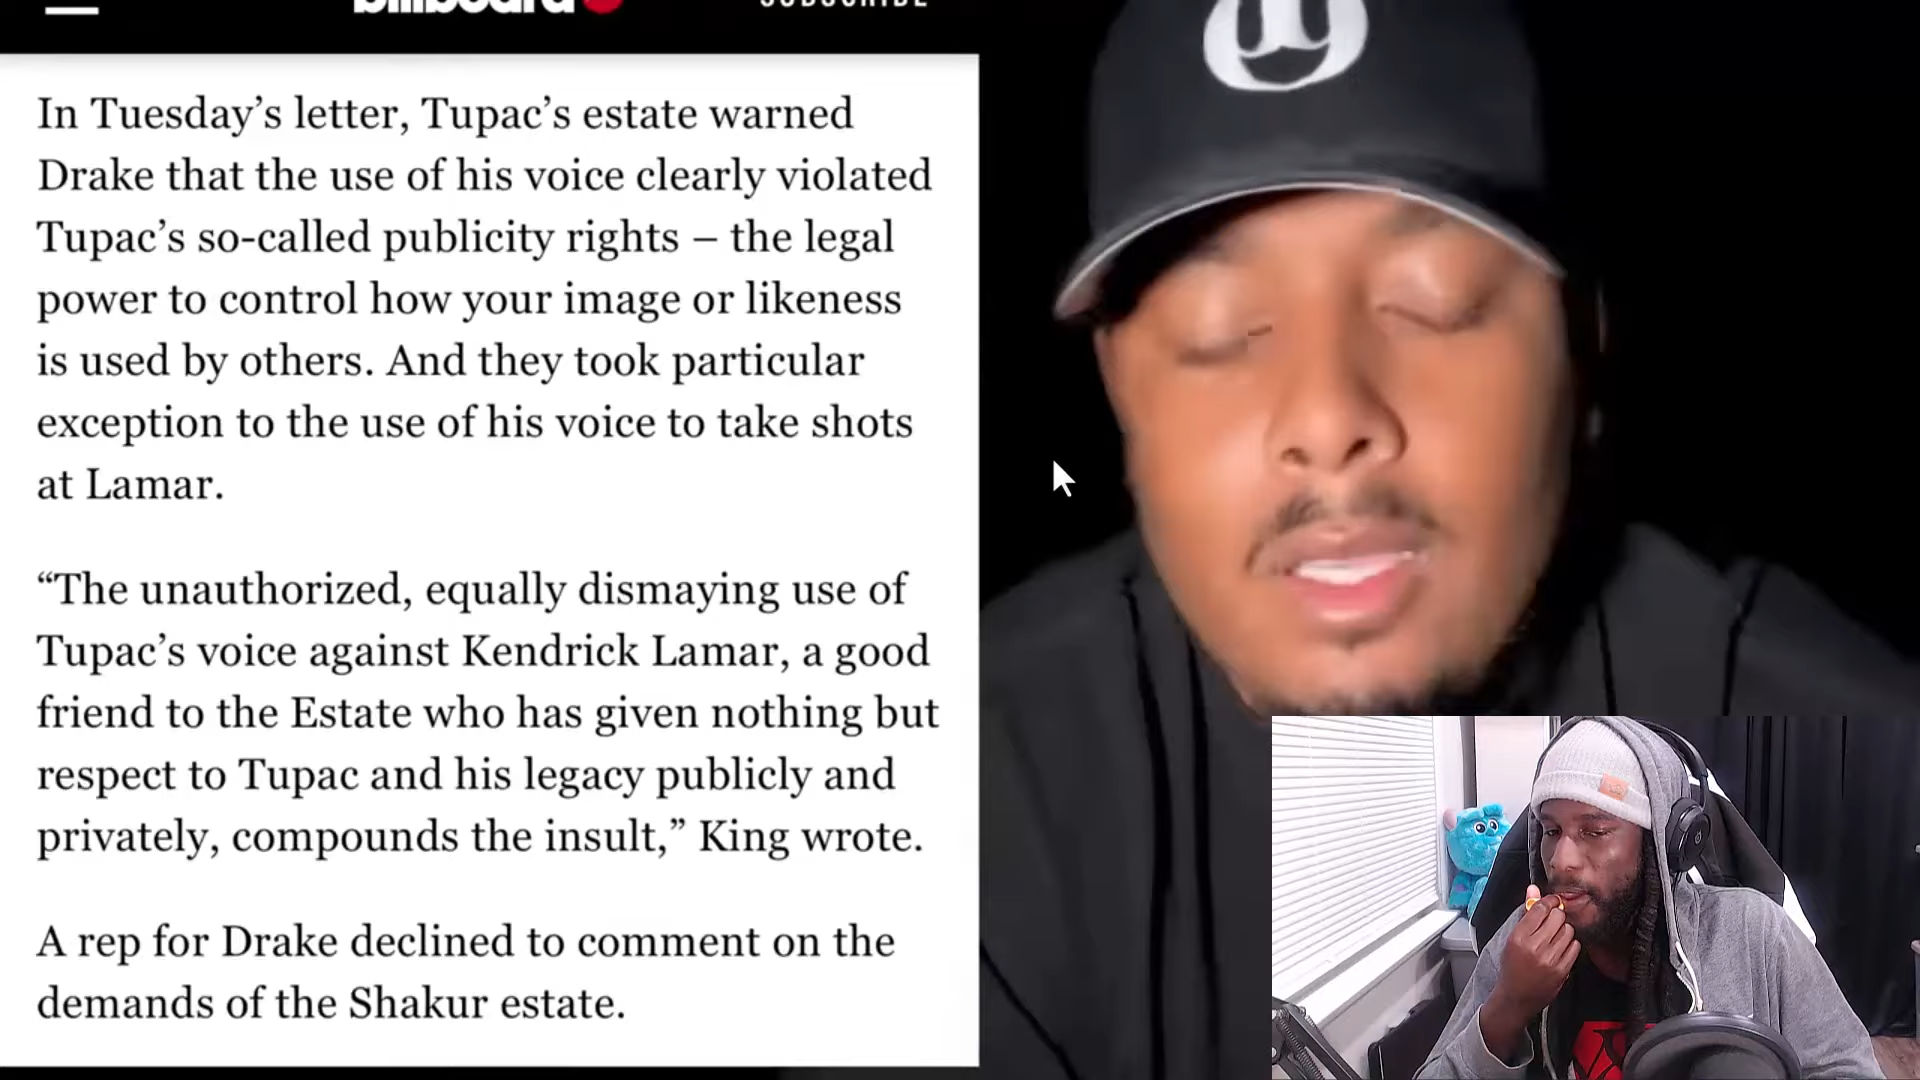 billboard
SUBSCRIBE
In Tuesday’s letter, Tupac’s estate warned
Drake that the use of his voice clearly violated
Tupac’s so-called publicity rights – the legal
power to control how your image or likeness
is used by others. And they took particular
exception to the use of his voice to take shots
at Lamar.
“The unauthorized, equally dismaying use of
Tupac’s voice against Kendrick Lamar, a good
friend to the Estate who has given nothing but
respect to Tupac and his legacy publicly and
privately, compounds the insult,” King wrote.
A rep for Drake declined to comment on the
demands of the Shakur estate.